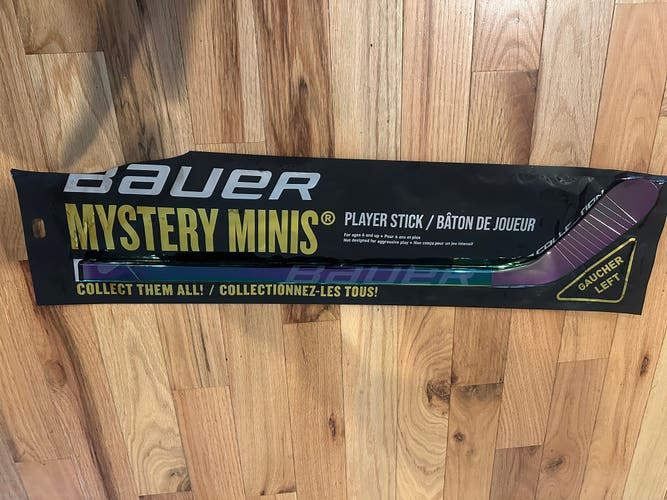 BAUER
MYSTERY MINIS®
PLAYER STICK / BÂTON DE JOUEUR
For ages 6 and up • Pour 6 ans et plus
Not designed for aggressive play • Non conçu pour un jeu intensif
BAUER
COLLECTION
COLLECT THEM ALL! / COLLECTIONNEZ-LES TOUS!
GAUCHER
LEFT